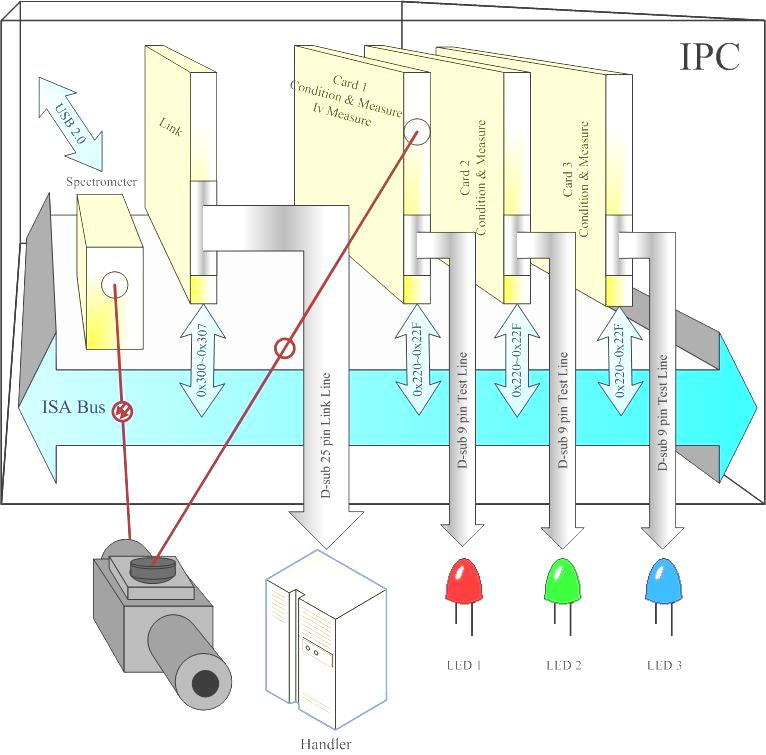 IPC
USB 2.0
Spectrometer
Link
Card 1
Condition & Measure
Iv Measure
Card 2
Condition & Measure
Card 3
Condition & Measure
0x300~0x307
0x220~0x22F
0x220~0x22F
0x220~0x22F
ISA Bus
D-sub 25 pin Link Line
D-sub 9 pin Test Line
D-sub 9 pin Test Line
D-sub 9 pin Test Line
LED 1
LED 2
LED 3
Handler